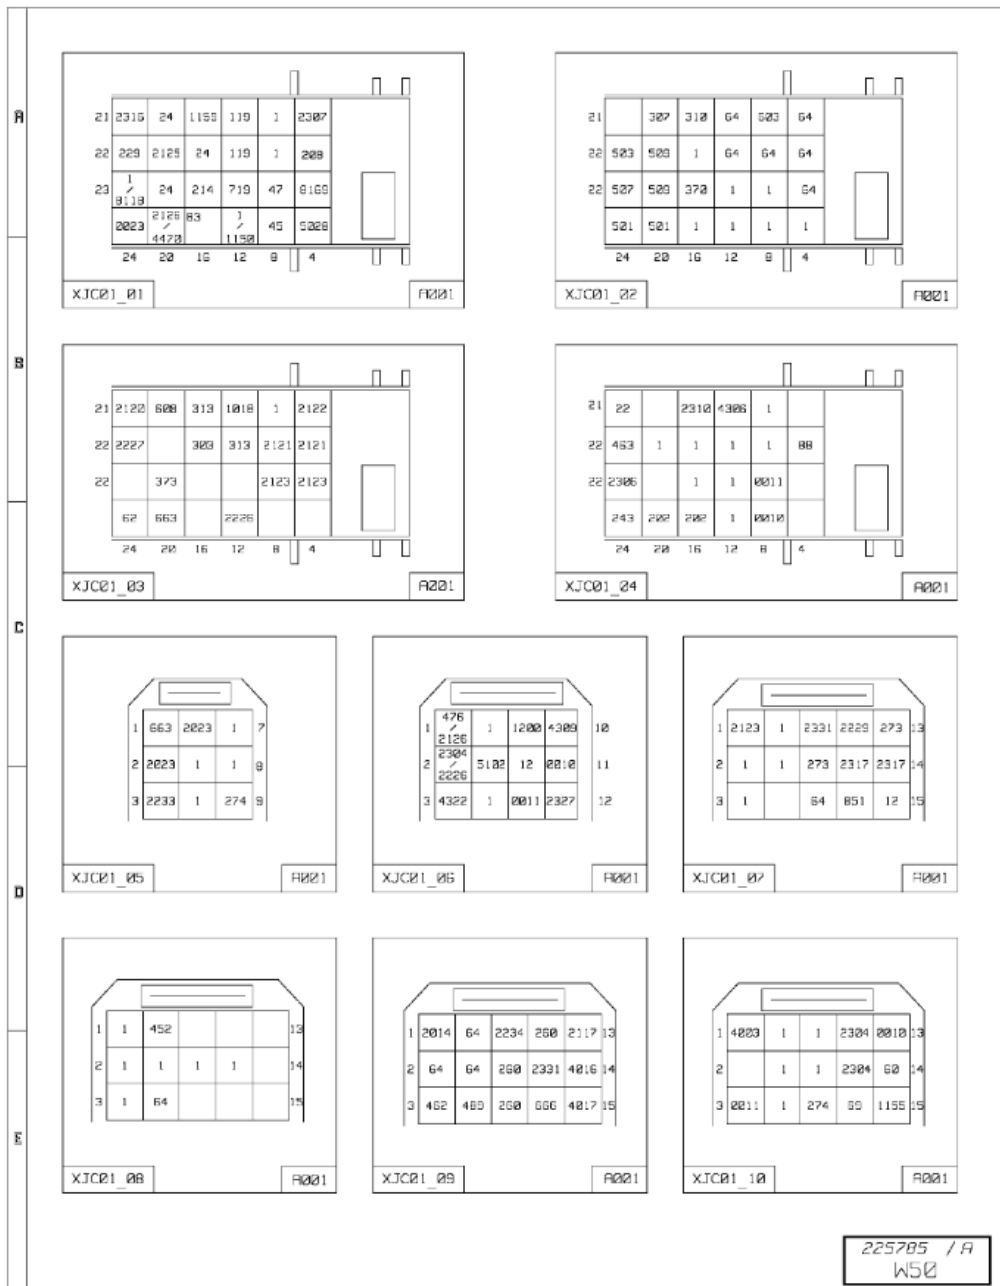 A
21 2316 24 1159 119 1 2307
22 229 2125 24 119 1 208
23 1 / 8118 24 214 719 47 8169
2023 2126 / 4470 83 1 / 1150 45 5028
24 20 16 12 8 4
XJC01_01 A001
21 307 310 64 603 64
22 503 509 1 64 64 64
22 507 509 370 1 1 64
501 501 1 1 1 1
24 20 16 12 8 4
XJC01_02 A001
B
21 2120 608 313 1018 1 2122
22 2227 303 313 2121 2121
22 373 2123 2123
62 663 2226
24 20 16 12 8 4
XJC01_03 A001
21 22 2310 4306 1
22 463 1 1 1 1 88
22 2306 1 1 0011
243 202 202 1 0010
24 20 16 12 8 4
XJC01_04 A001
C
1 663 2023 1 7
2 2023 1 1 8
3 2233 1 274 9
XJC01_05 A001
1 476 / 2126 1 1200 4309 10
2 2304 / 2226 5102 12 0010 11
3 4322 1 0011 2327 12
XJC01_06 A001
1 2123 1 2331 2229 273 13
2 1 1 273 2317 2317 14
3 1 64 851 12 15
XJC01_07 A001
D
1 1 452 13
2 1 1 1 1 14
3 1 64 15
XJC01_08 A001
1 2014 64 2234 260 2117 13
2 64 64 260 2331 4016 14
3 462 489 260 666 4017 15
XJC01_09 A001
1 4003 1 1 2304 0010 13
2 1 1 2304 60 14
3 0011 1 274 69 1155 15
XJC01_10 A001
E
225785 / A
W50